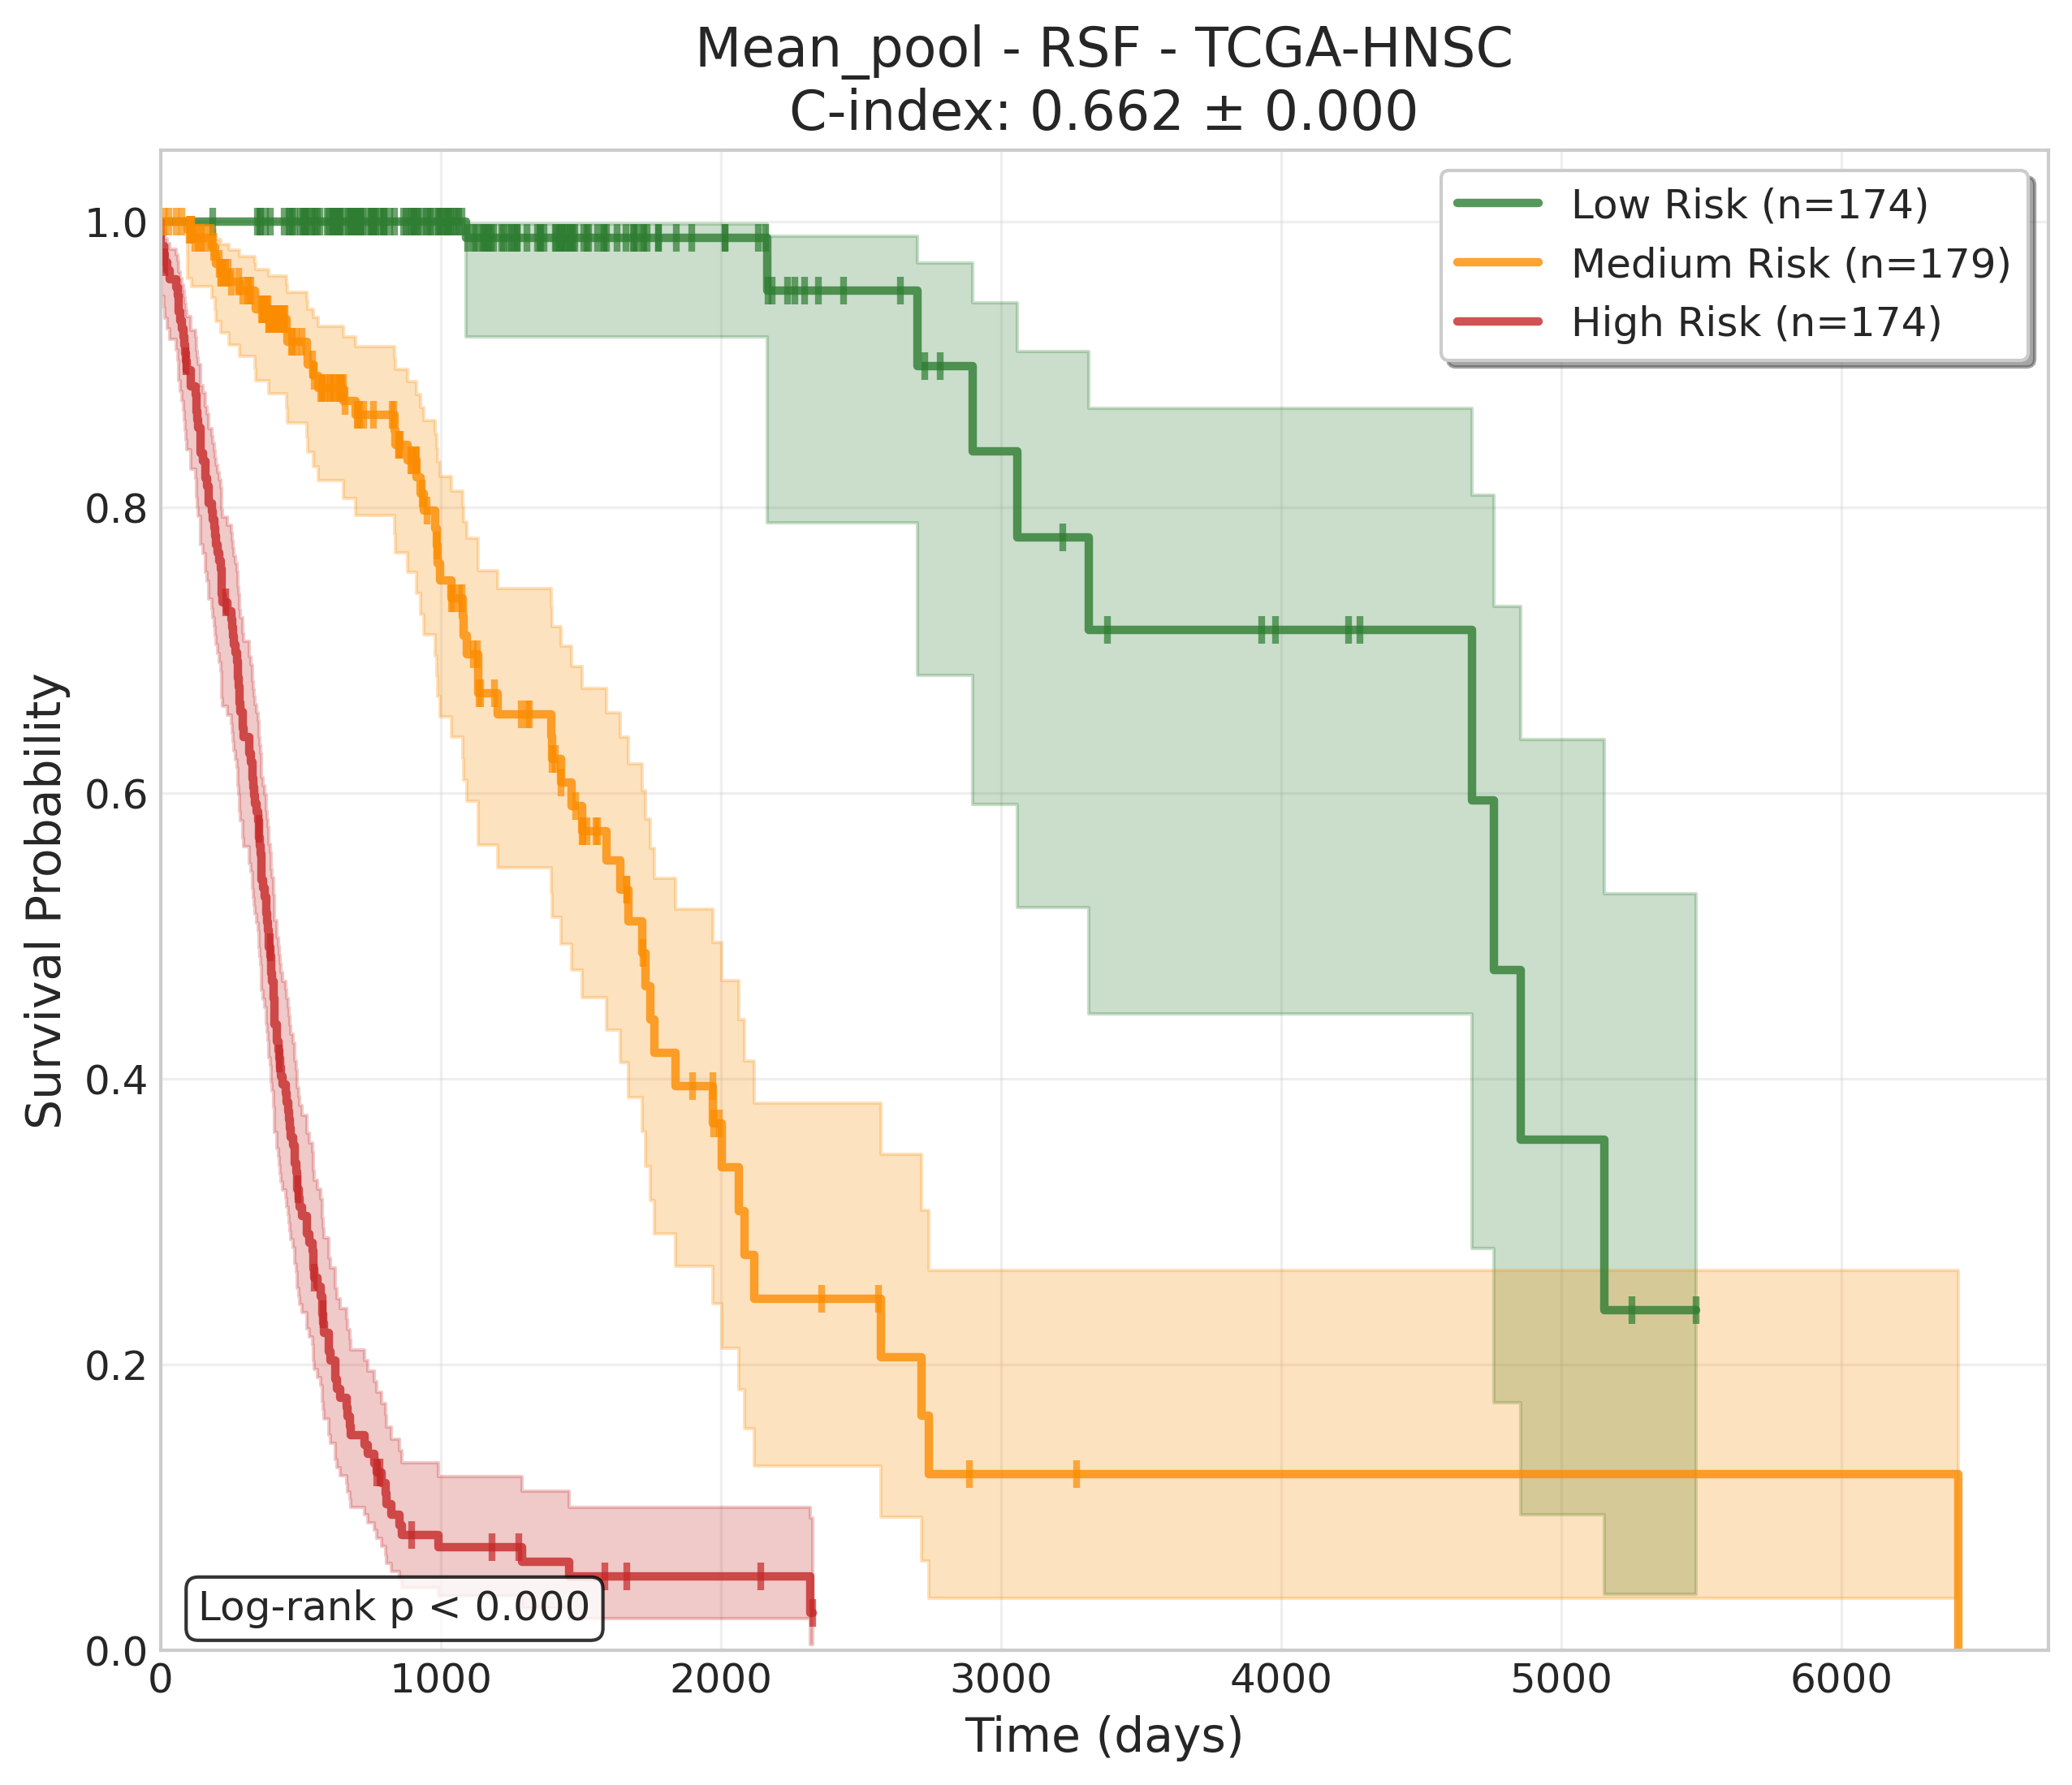 Mean_pool - RSF - TCGA-HNSC
C-index: 0.662 ± 0.000
Low Risk (n=174)
Medium Risk (n=179)
High Risk (n=174)
Survival Probability
1.0
0.8
0.6
0.4
0.2
0.0
Log-rank p < 0.000
0 1000 2000 3000 4000 5000 6000
Time (days)